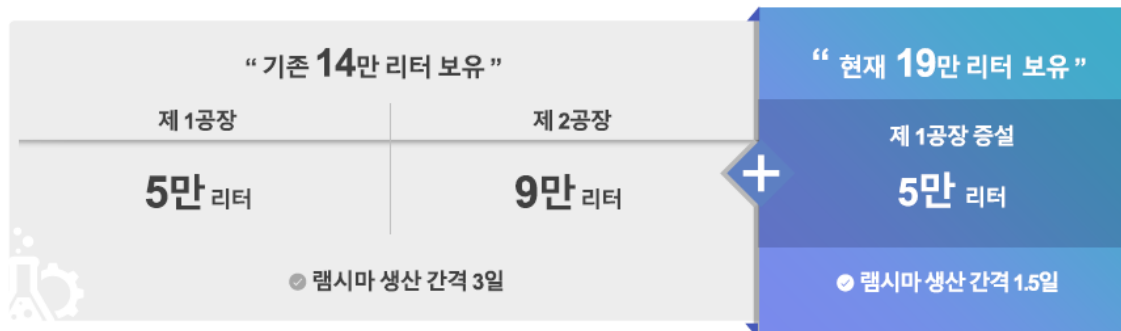 “ 기존 14만 리터 보유 ”
제 1공장
제 2공장
5만 리터
9만 리터
램시마 생산 간격 3일
+
“ 현재 19만 리터 보유 ”
제 1공장 증설
5만 리터
램시마 생산 간격 1.5일